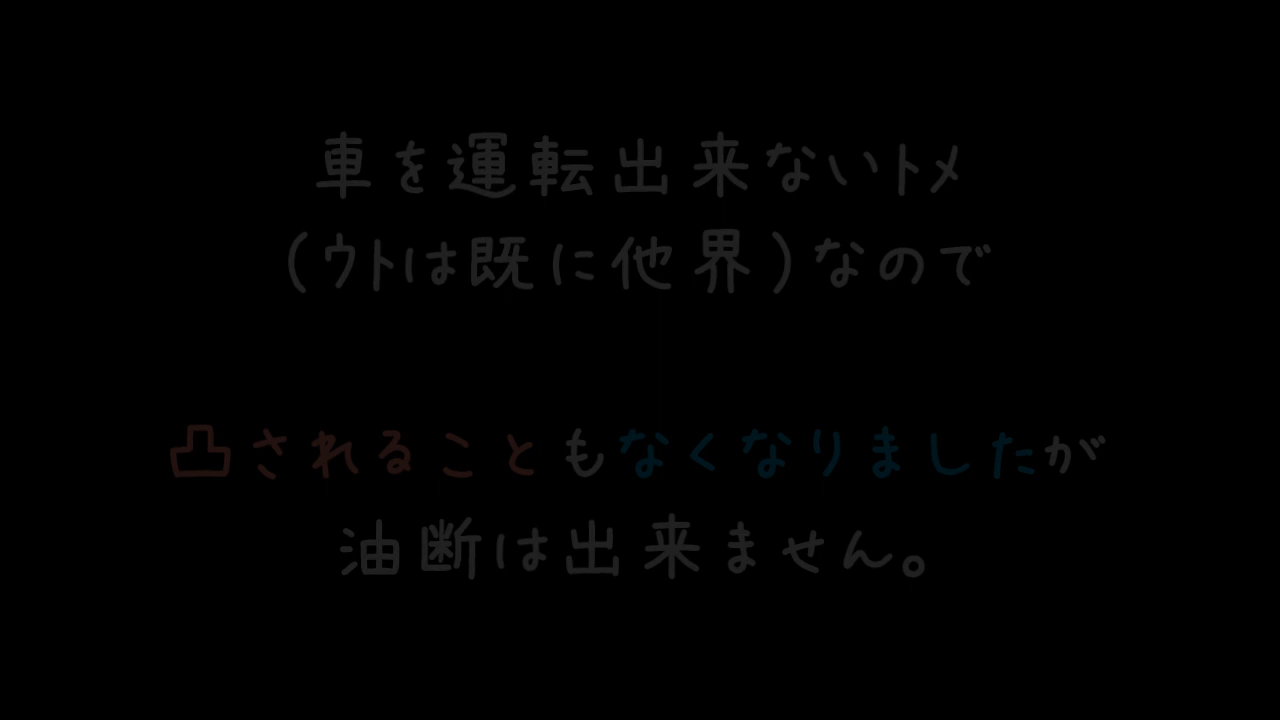 車を運転出来ないﾄﾒ
(ｳﾄは既に他界)なので
凸されることもなくなりましたが
油断は出来ません。